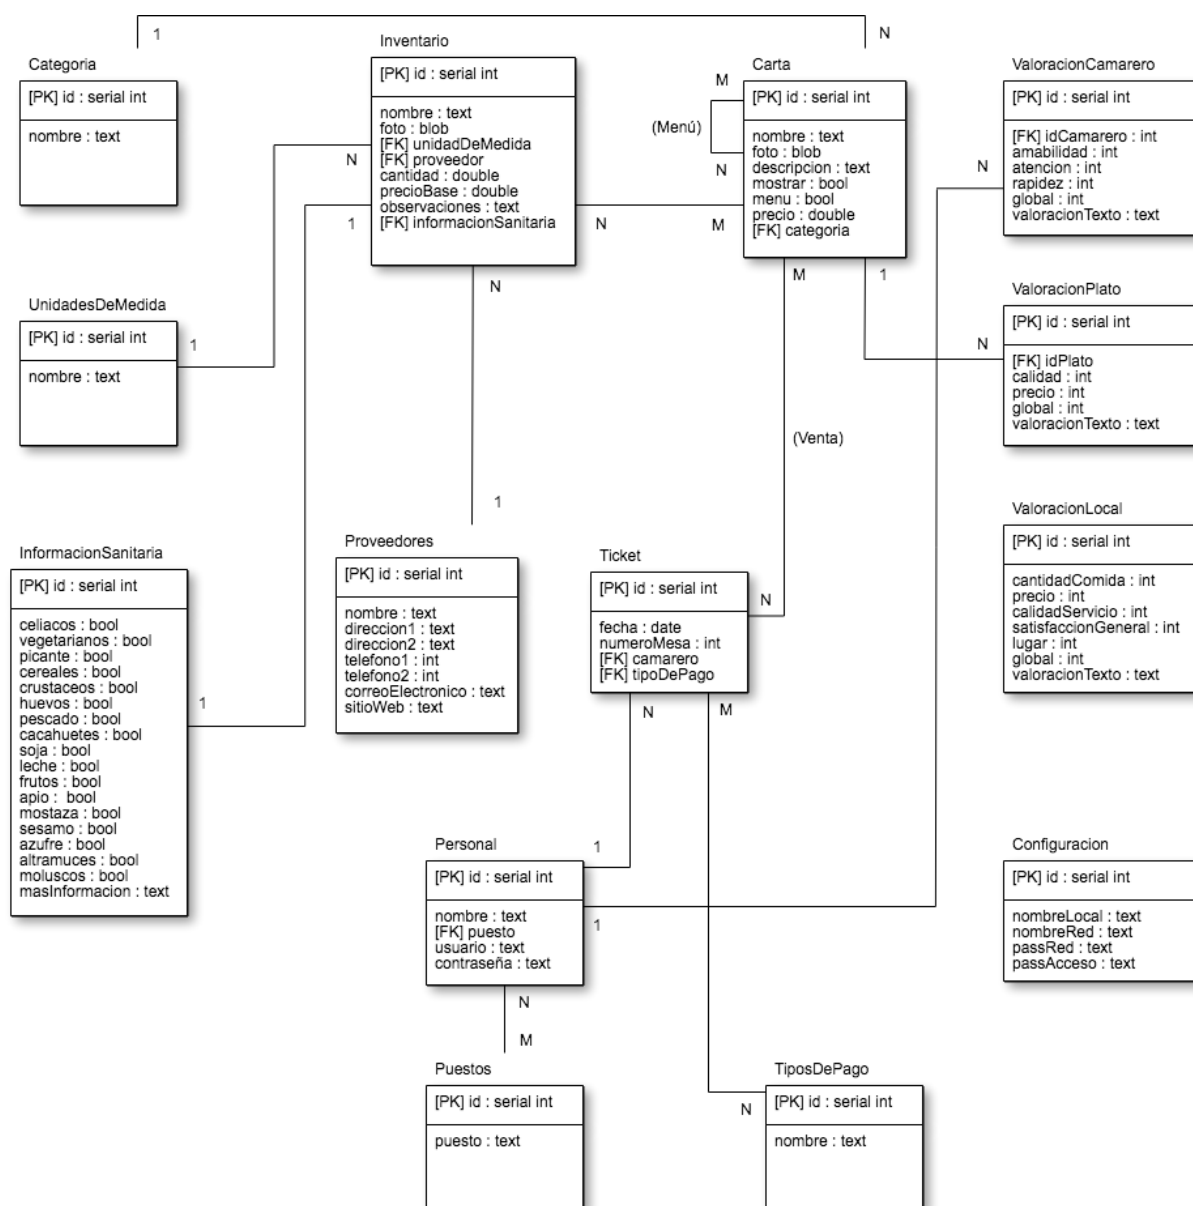 1
N
Categoria
[PK] id : serial int
nombre : text
Inventario
[PK] id : serial int
nombre : text
foto : blob
[FK] unidadDeMedida
[FK] proveedor
cantidad : double
precioBase : double
observaciones : text
[FK] informacionSanitaria
N
1
N
N
M
Carta
[PK] id : serial int
nombre : text
foto : blob
descripcion : text
mostrar : bool
menu : bool
precio : double
[FK] categoria
M
(Menú)
N
M
1
ValoracionCamarero
[PK] id : serial int
[FK] idCamarero : int
amabilidad : int
atencion : int
rapidez : int
global : int
valoracionTexto : text
N
UnidadesDeMedida
[PK] id : serial int
nombre : text
1
ValoracionPlato
[PK] id : serial int
[FK] idPlato
calidad : int
precio : int
global : int
valoracionTexto : text
N
(Venta)
1
ValoracionLocal
[PK] id : serial int
cantidadComida : int
precio : int
calidadServicio : int
satisfaccionGeneral : int
lugar : int
global : int
valoracionTexto : text
InformacionSanitaria
[PK] id : serial int
celiacos : bool
vegetarianos : bool
picante : bool
cereales : bool
crustaceos : bool
huevos : bool
pescado : bool
cacahuetes : bool
soja : bool
leche : bool
frutos : bool
apio :  bool
mostaza : bool
sesamo : bool
azufre : bool
altramuces : bool
moluscos : bool
masInformacion : text
1
Proveedores
[PK] id : serial int
nombre : text
direccion1 : text
direccion2 : text
telefono1 : int
telefono2 : int
correoElectronico : text
sitioWeb : text
Ticket
[PK] id : serial int
fecha : date
numeroMesa : int
[FK] camarero
[FK] tipoDePago
N
N
M
Personal
[PK] id : serial int
nombre : text
[FK] puesto
usuario : text
contraseña : text
1
1
N
M
Configuracion
[PK] id : serial int
nombreLocal : text
nombreRed : text
passRed : text
passAcceso : text
Puestos
[PK] id : serial int
puesto : text
TiposDePago
[PK] id : serial int
nombre : text
N